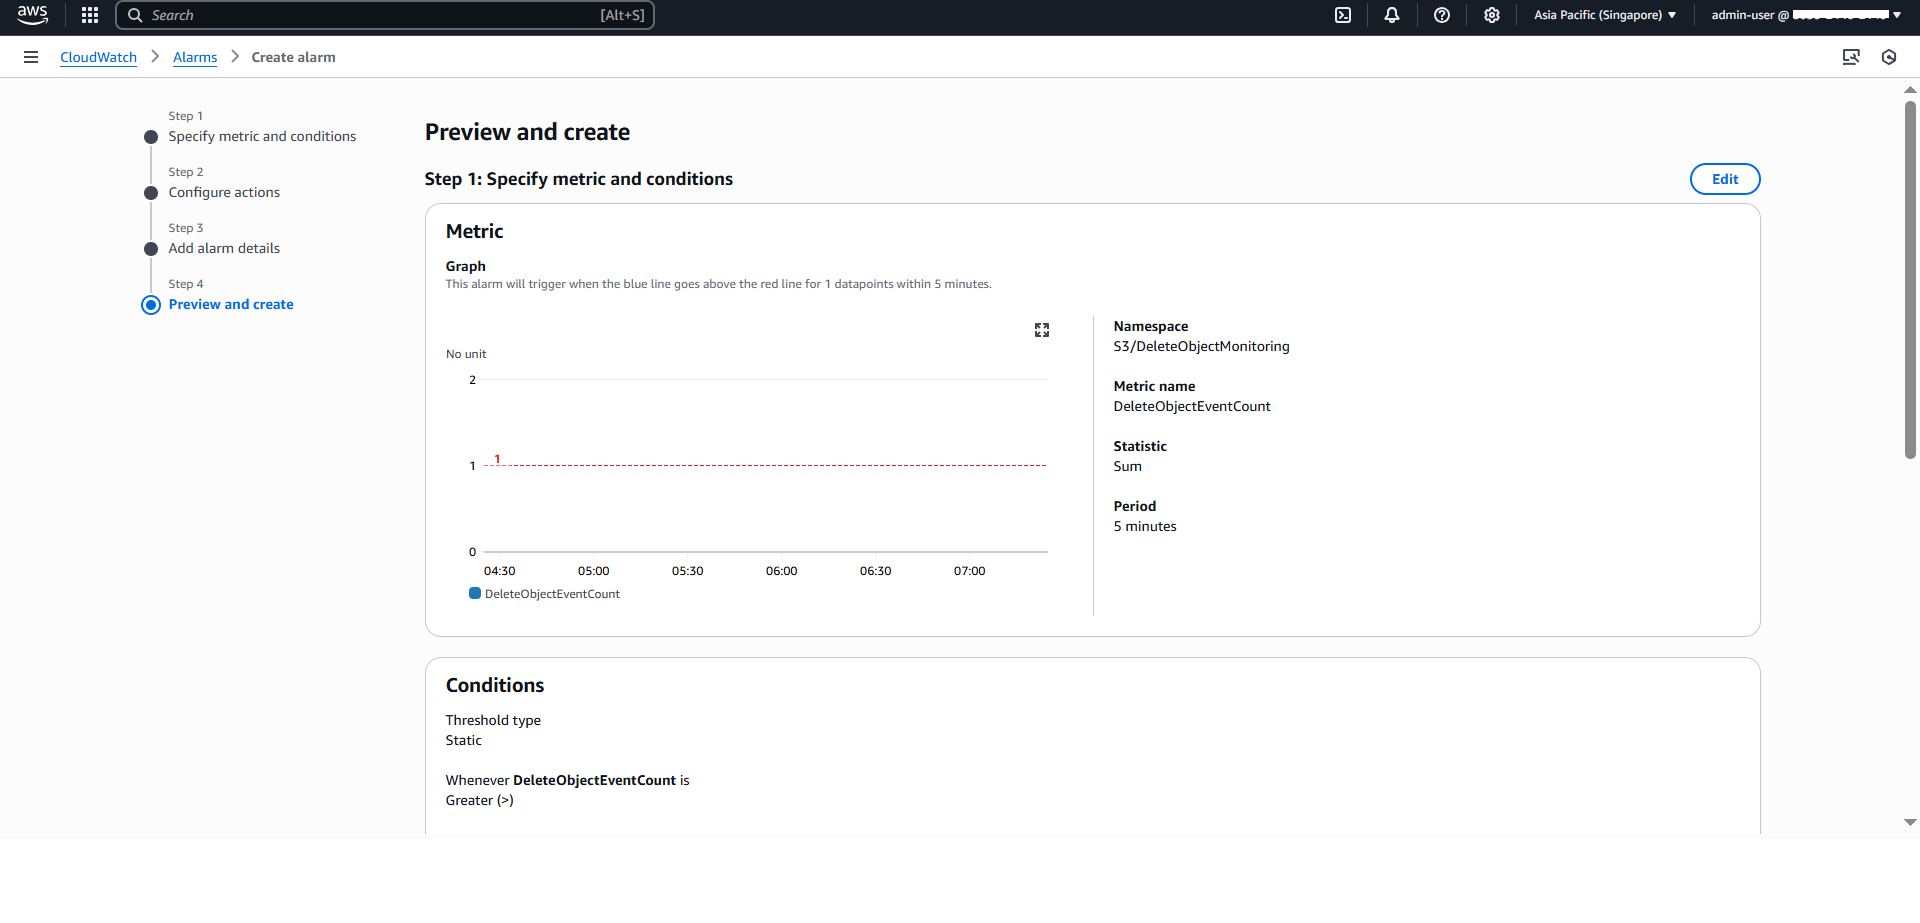 aws
Search
[Alt+S]
Asia Pacific (Singapore)
admin-user @
CloudWatch
Alarms
Create alarm
Step 1
Specify metric and conditions
Step 2
Configure actions
Step 3
Add alarm details
Step 4
Preview and create
Preview and create
Step 1: Specify metric and conditions
Edit
Metric
Graph
This alarm will trigger when the blue line goes above the red line for 1 datapoints within 5 minutes.
No unit
2
1
1
0
04:30
05:00
05:30
06:00
06:30
07:00
DeleteObjectEventCount
Namespace
S3/DeleteObjectMonitoring
Metric name
DeleteObjectEventCount
Statistic
Sum
Period
5 minutes
Conditions
Threshold type
Static
Whenever DeleteObjectEventCount is
Greater (>)